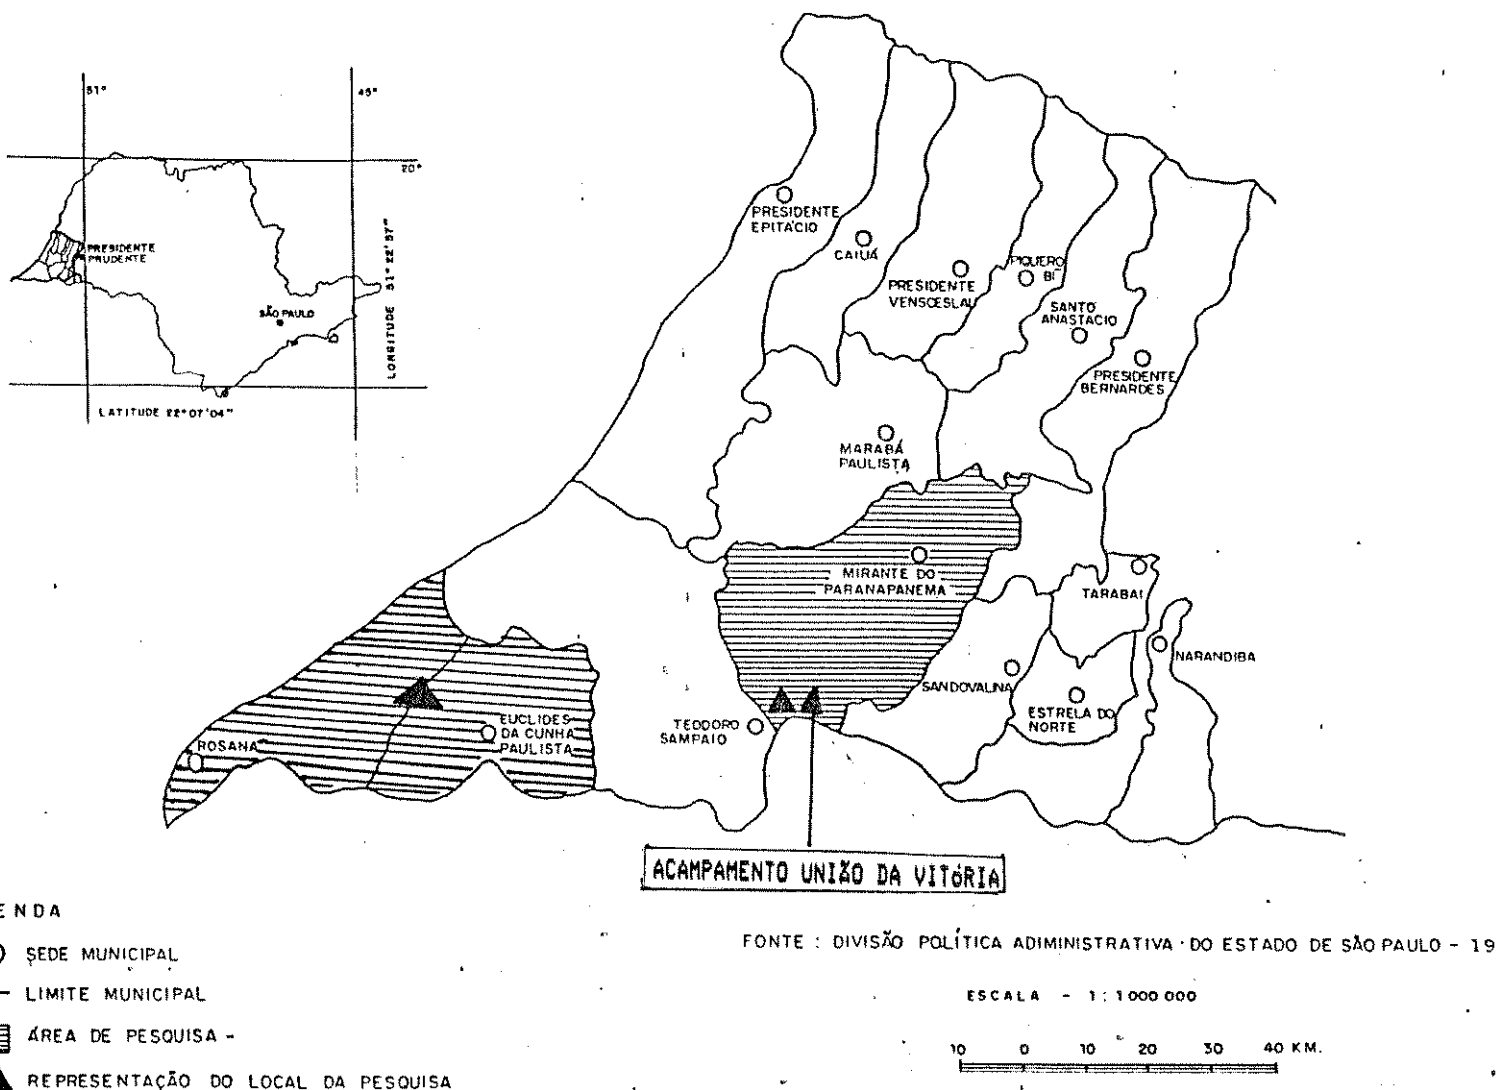 51°
45°
20°
PRESIDENTE
PRUDENTE
SÃO PAULO
LONGITUDE 51° 22' 57"
LATITUDE 22° 07' 04"
PRESIDENTE
EPITÁCIO
CAIUÁ
PRESIDENTE
VENSCESLAU
PIQUERO
BÍ
SANTO
ANASTÁCIO
PRESIDENTE
BERNARDES
MARABÁ
PAULISTA
MIRANTE DO
PARANAPANEMA
TARABAI
NARANDIBA
SANDOVALINA
ESTRELA DO
NORTE
TEODORO
SAMPAIO
EUCLIDES
DA CUNHA
PAULISTA
ROSANA
ACAMPAMENTO UNIÃO DA VITóRIA
ENDA
SEDE MUNICIPAL
LIMITE MUNICIPAL
ÁREA DE PESQUISA -
REPRESENTAÇÃO DO LOCAL DA PESQUISA
FONTE : DIVISÃO POLÍTICA ADIMINISTRATIVA DO ESTADO DE SÃO PAULO - 19
ESCALA - 1 : 1 000 000
10 0 10 20 30 40 KM.